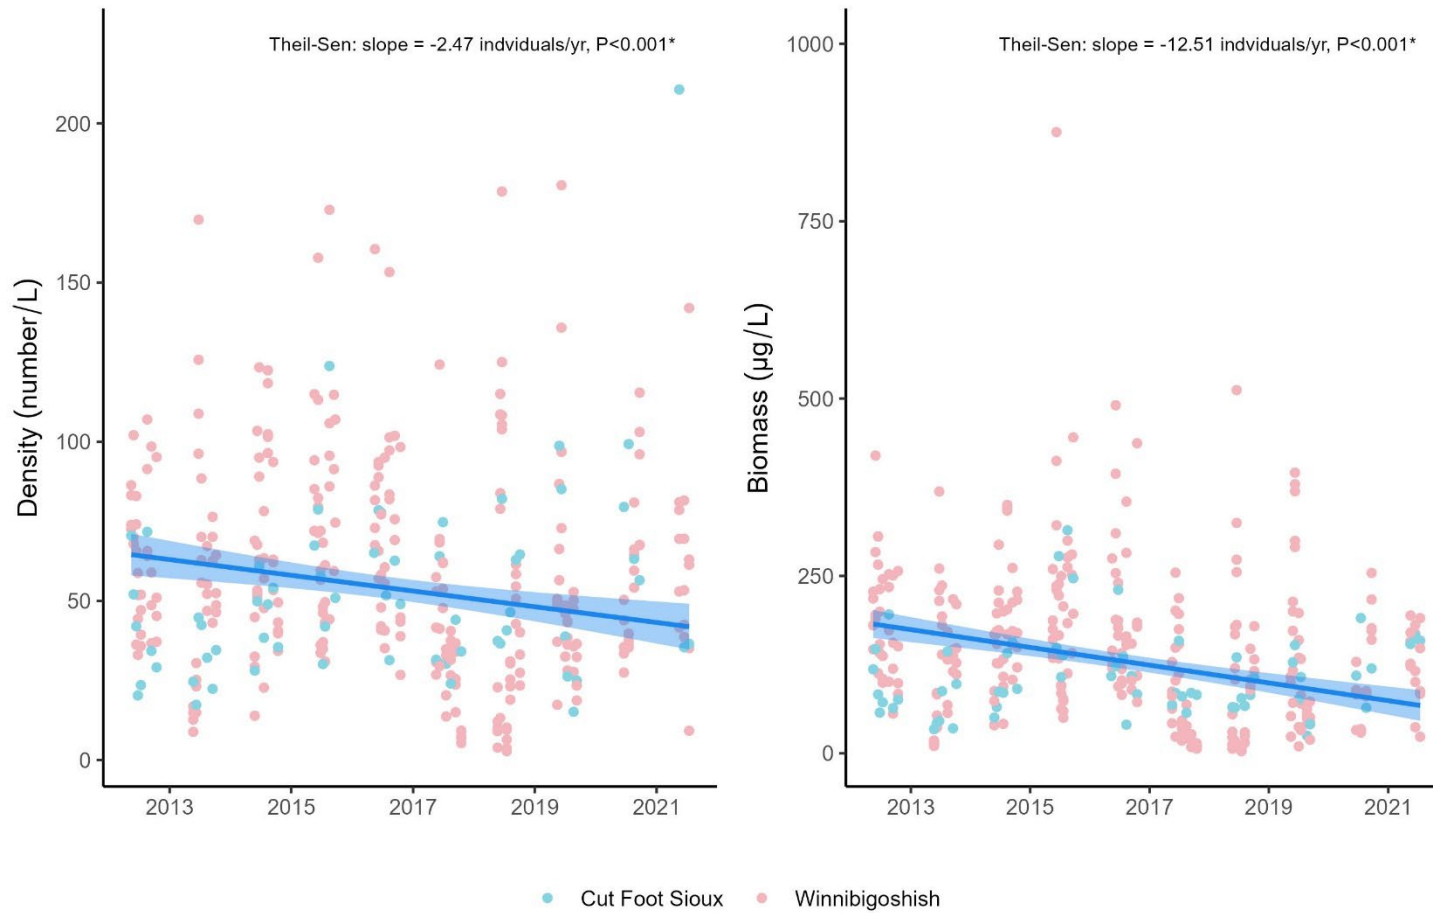 Theil-Sen: slope = -2.47 indviduals/yr, P<0.001*
Density (number/L)
200
150
100
50
0
2013 2015 2017 2019 2021
Theil-Sen: slope = -12.51 indviduals/yr, P<0.001*
Biomass (µg/L)
1000
750
500
250
0
2013 2015 2017 2019 2021
Cut Foot Sioux Winnibigoshish